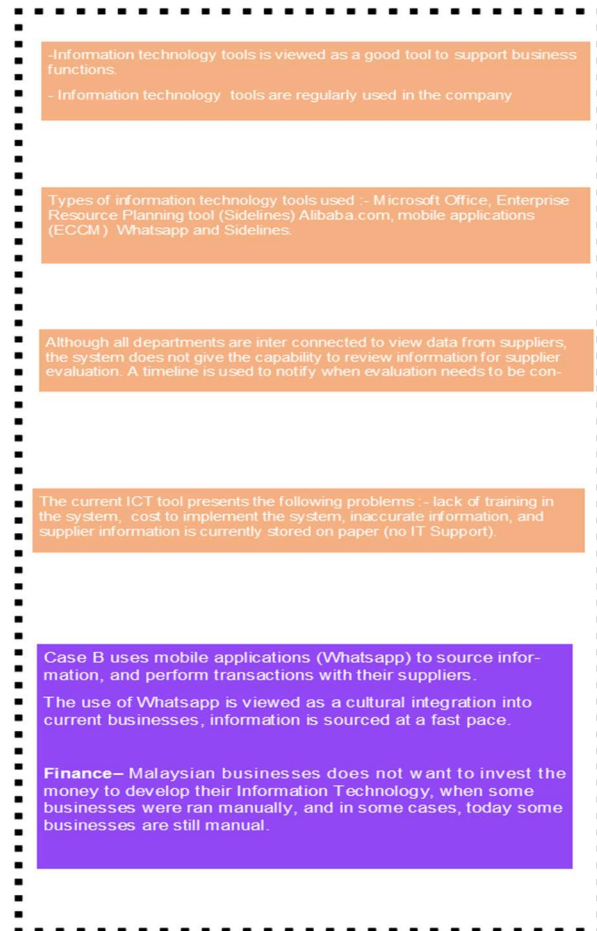 -Information technology tools is viewed as a good tool to support business
functions.
- Information technology tools are regularly used in the company
Types of information technology tools used :- Microsoft Office, Enterprise
Resource Planning tool (Sidelines) Alibaba.com, mobile applications
(ECCM ) Whatsapp and Sidelines.
Although all departments are inter connected to view data from suppliers,
the system does not give the capability to review information for supplier
evaluation. A timeline is used to notify when evaluation needs to be con-
The current ICT tool presents the following problems :- lack of training in
the system, cost to implement the system, inaccurate information, and
supplier information is currently stored on paper (no IT Support).
Case B uses mobile applications (Whatsapp) to source infor-
mation, and perform transactions with their suppliers.
The use of Whatsapp is viewed as a cultural integration into
current businesses, information is sourced at a fast pace.
Finance– Malaysian businesses does not want to invest the
money to develop their Information Technology, when some
businesses were ran manually, and in some cases, today some
businesses are still manual.